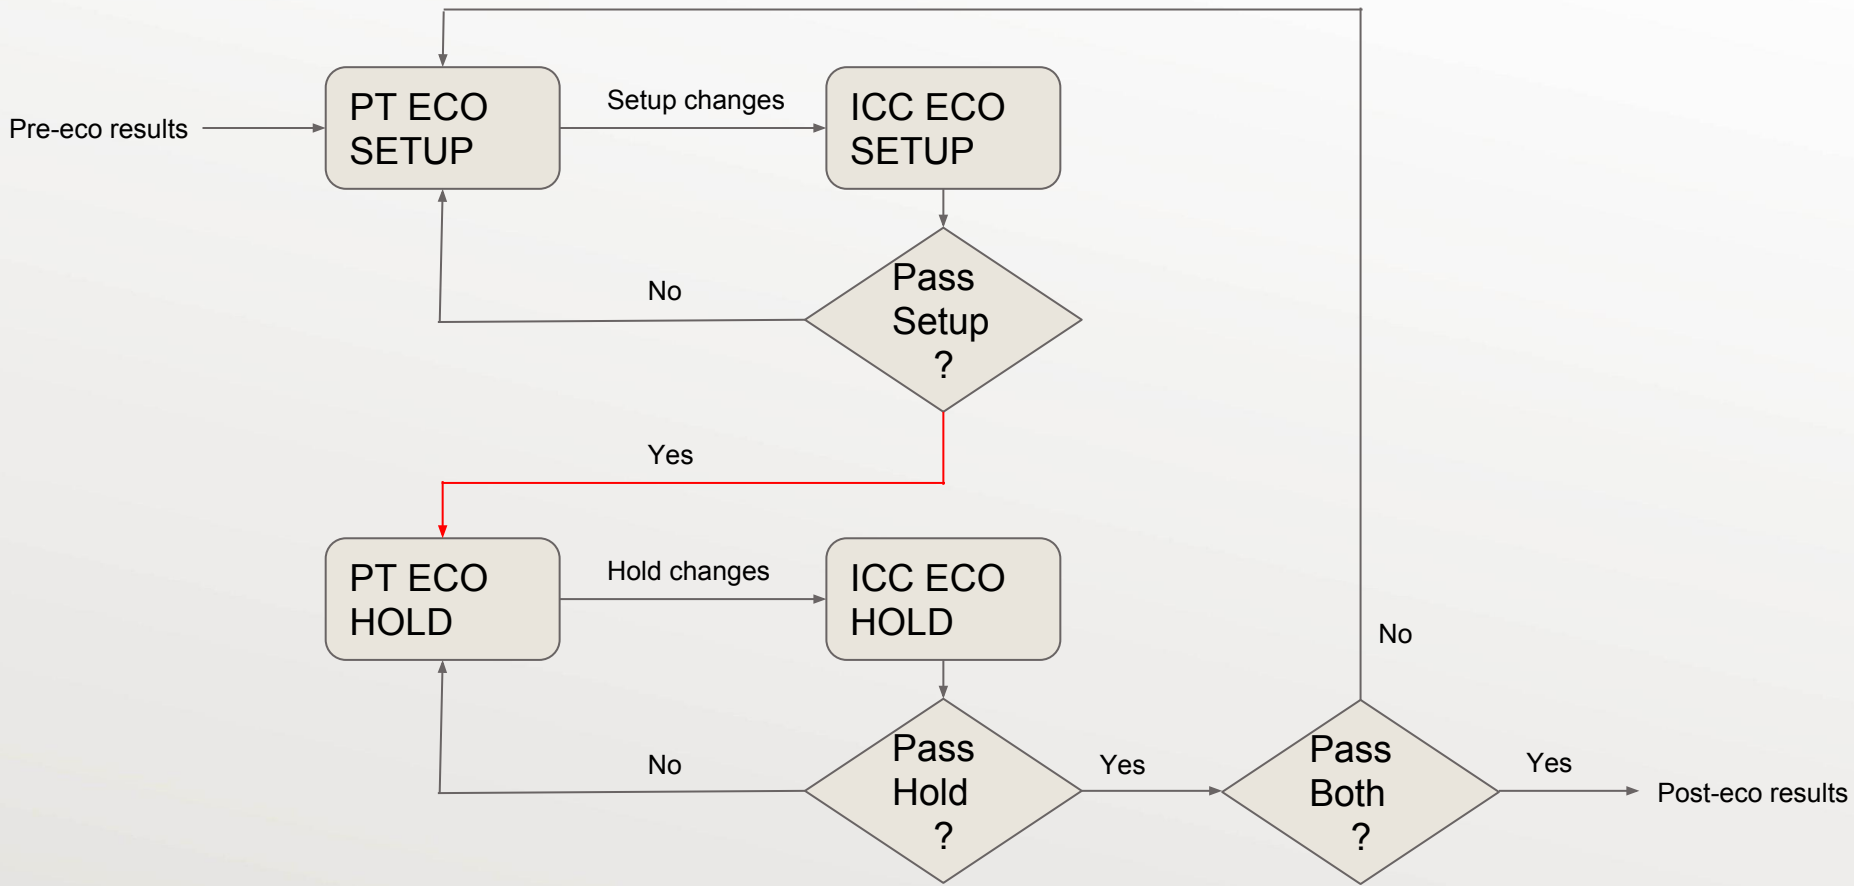 Pre-eco results
PT ECO
SETUP
Setup changes
ICC ECO
SETUP
No
Pass
Setup
?
Yes
PT ECO
HOLD
Hold changes
ICC ECO
HOLD
No
No
Pass
Hold
?
Yes
Pass
Both
?
Yes
Post-eco results